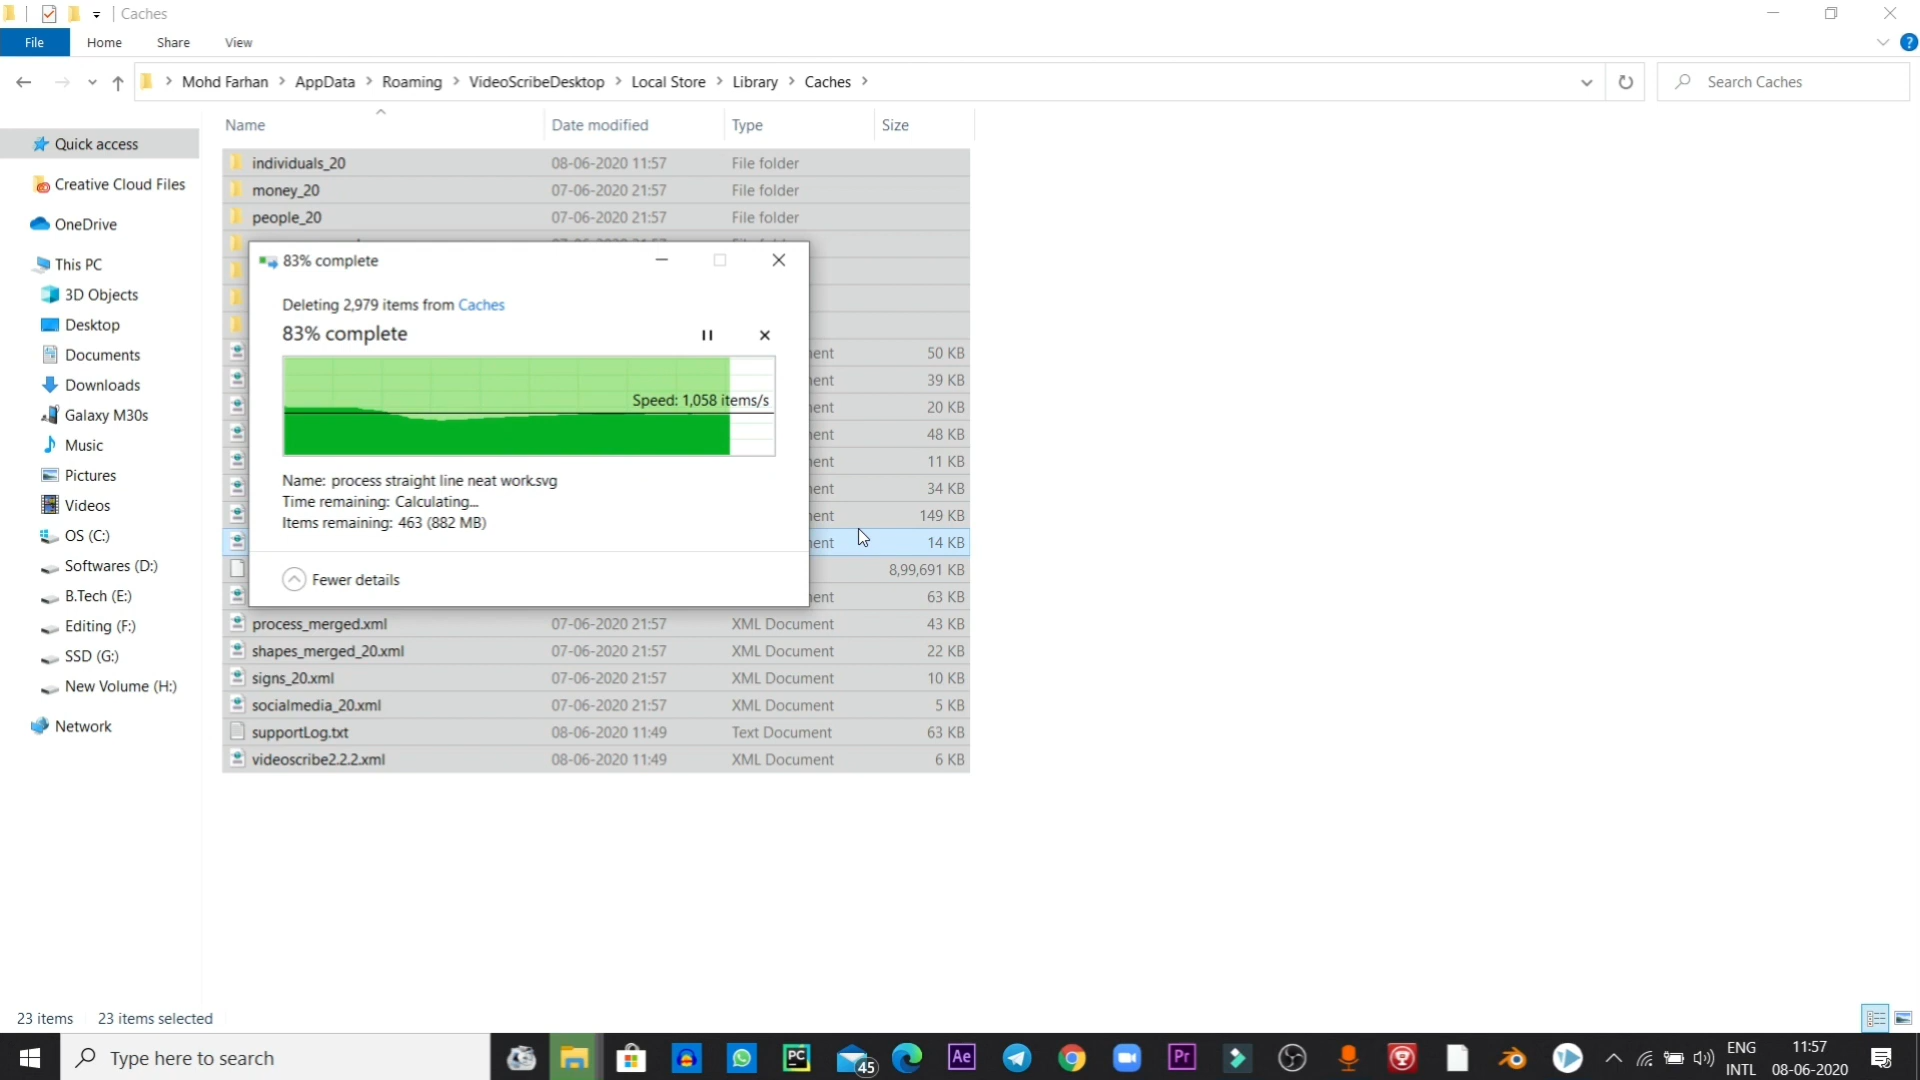 Caches
File Home Share View
Mohd Farhan > AppData > Roaming > VideoScribeDesktop > Local Store > Library > Caches >
Search Caches
Name Date modified Type Size
Quick access
Creative Cloud Files
OneDrive
This PC
3D Objects
Desktop
Documents
Downloads
Galaxy M30s
Music
Pictures
Videos
OS (C:)
Softwares (D:)
B.Tech (E:)
Editing (F:)
SSD (G:)
New Volume (H:)
Network
individuals_20 08-06-2020 11:57 File folder
money_20 07-06-2020 21:57 File folder
people_20 07-06-2020 21:57 File folder
83% complete
Deleting 2,979 items from Caches
83% complete
Speed: 1,058 items/s
Name: process straight line neat work.svg
Time remaining: Calculating...
Items remaining: 463 (882 MB)
Fewer details
50 KB
39 KB
20 KB
48 KB
11 KB
34 KB
149 KB
14 KB
8,99,691 KB
63 KB
process_merged.xml 07-06-2020 21:57 XML Document 43 KB
shapes_merged_20.xml 07-06-2020 21:57 XML Document 22 KB
signs_20.xml 07-06-2020 21:57 XML Document 10 KB
socialmedia_20.xml 07-06-2020 21:57 XML Document 5 KB
supportLog.txt 08-06-2020 11:49 Text Document 63 KB
videoscribe2.2.2.xml 08-06-2020 11:49 XML Document 6 KB
23 items 23 items selected
Type here to search
PC
45
Ae
Pr
ENG
INTL
11:57
08-06-2020